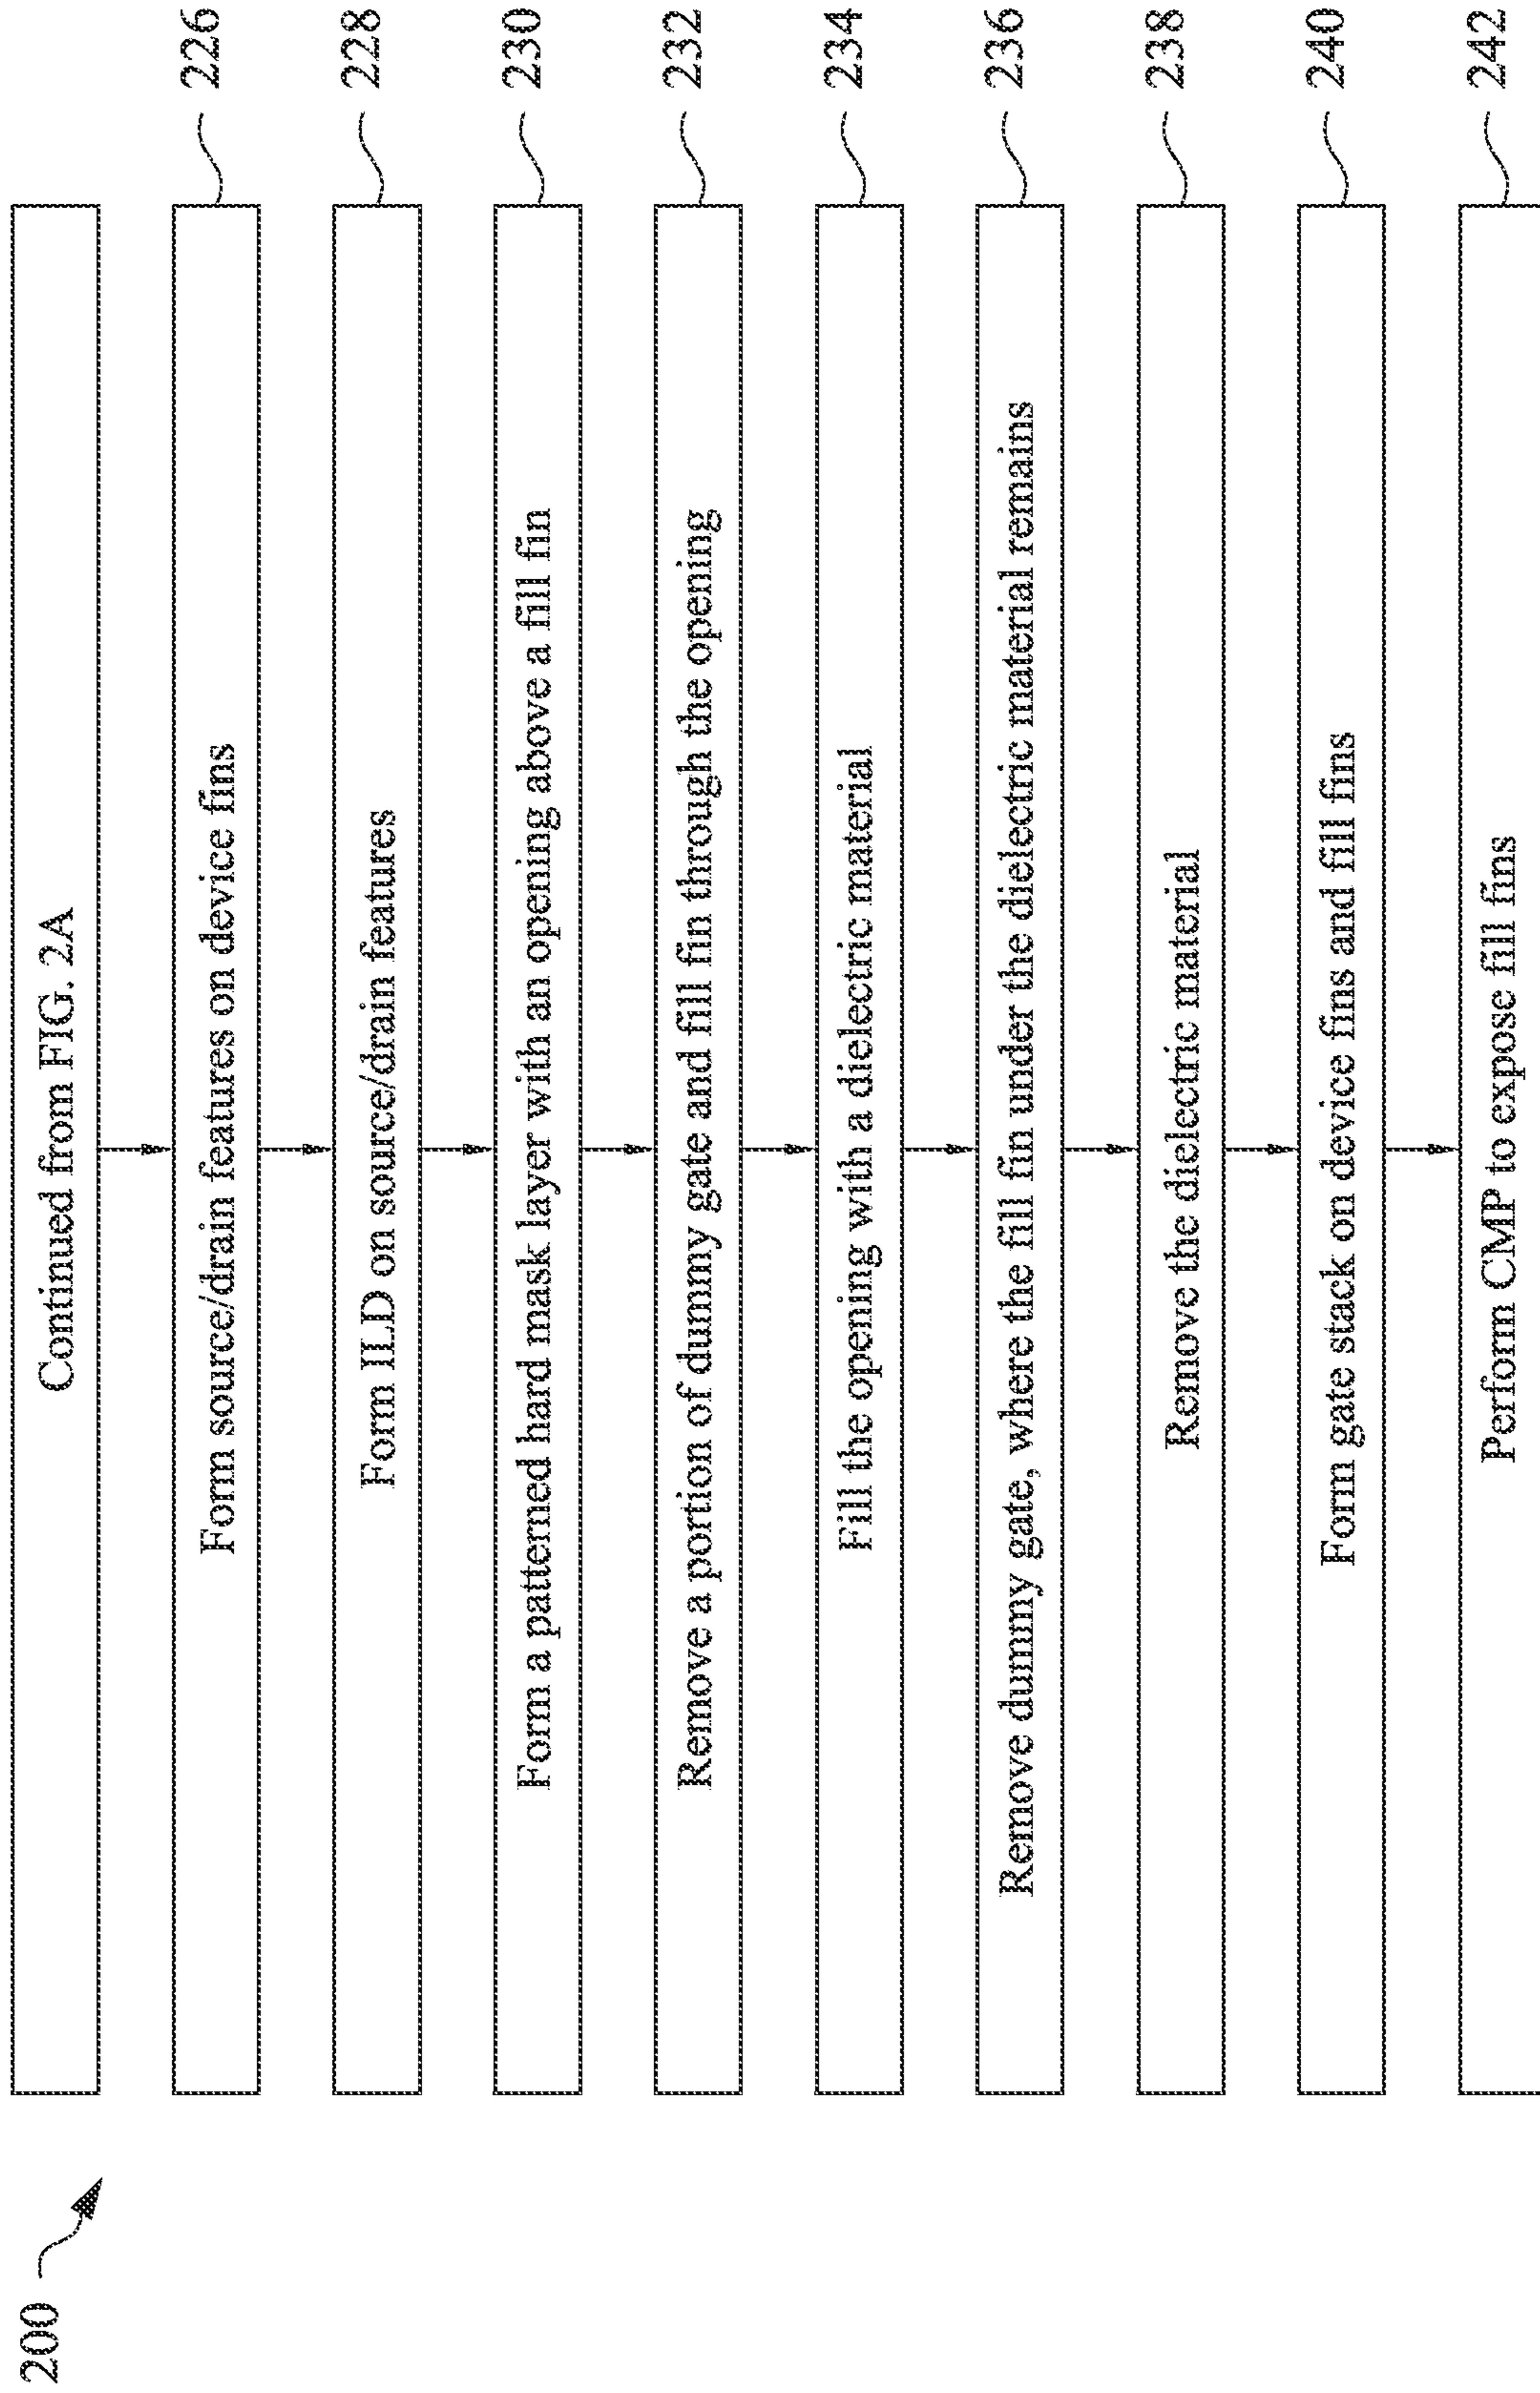 200
Continued from FIG. 2A
Form source/drain features on device fins 226
Form ILD on source/drain features 228
Form a patterned hard mask layer with an opening above a fill fin 230
Remove a portion of dummy gate and fill fin through the opening 232
Fill the opening with a dielectric material 234
Remove dummy gate, where the fill fin under the dielectric material remains 236
Remove the dielectric material 238
Form gate stack on device fins and fill fins 240
Perform CMP to expose fill fins 242